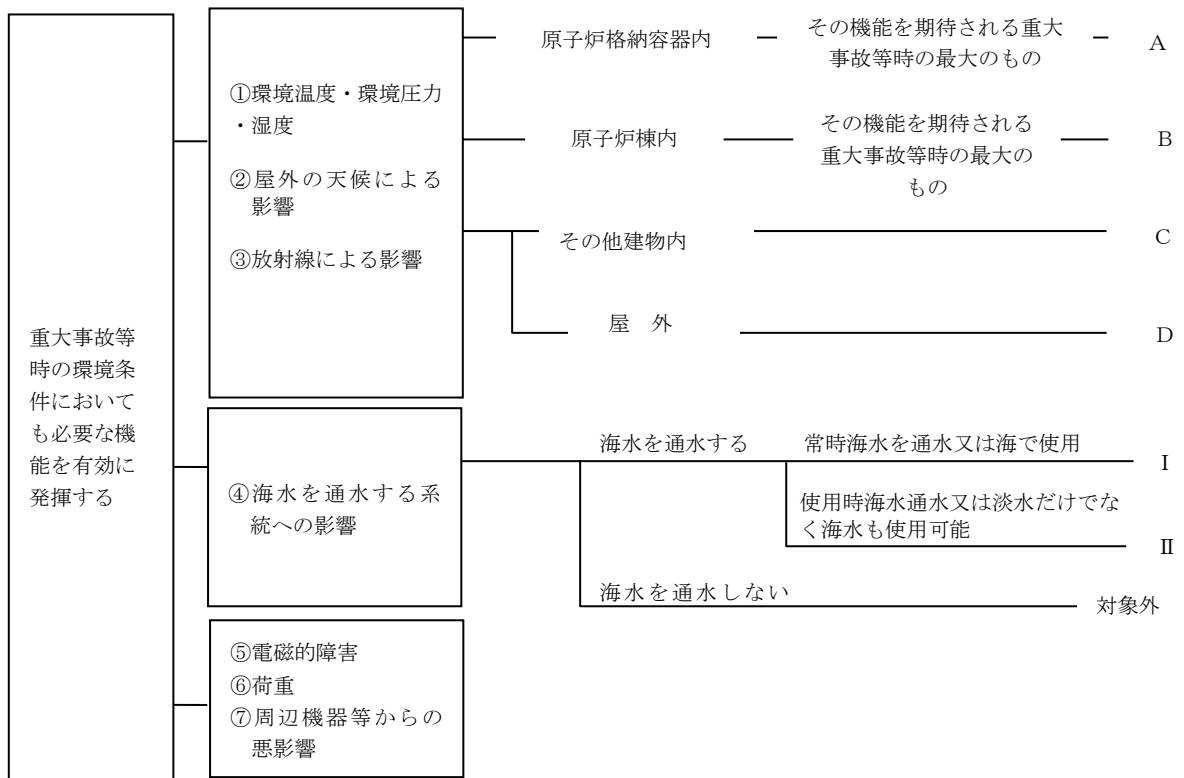 重大事故等
時の環境条
件においても
も必要な機
能を有効に
発揮する
①環境温度・環境圧力
・湿度
②屋外の天候による
影響
③放射線による影響
原子炉格納容器内
その機能を期待される重大
事故等時の最大のもの
A
原子炉棟内
その機能を期待される
重大事故等時の最大の
もの
B
その他建物内
C
屋 外
D
④海水を通水する系
統への影響
海水を通水する
常時海水を通水又は海で使用
Ⅰ
使用時海水通水又は淡水だけでな
く海水も使用可能
Ⅱ
海水を通水しない
対象外
⑤電磁的障害
⑥荷重
⑦周辺機器等からの
悪影響